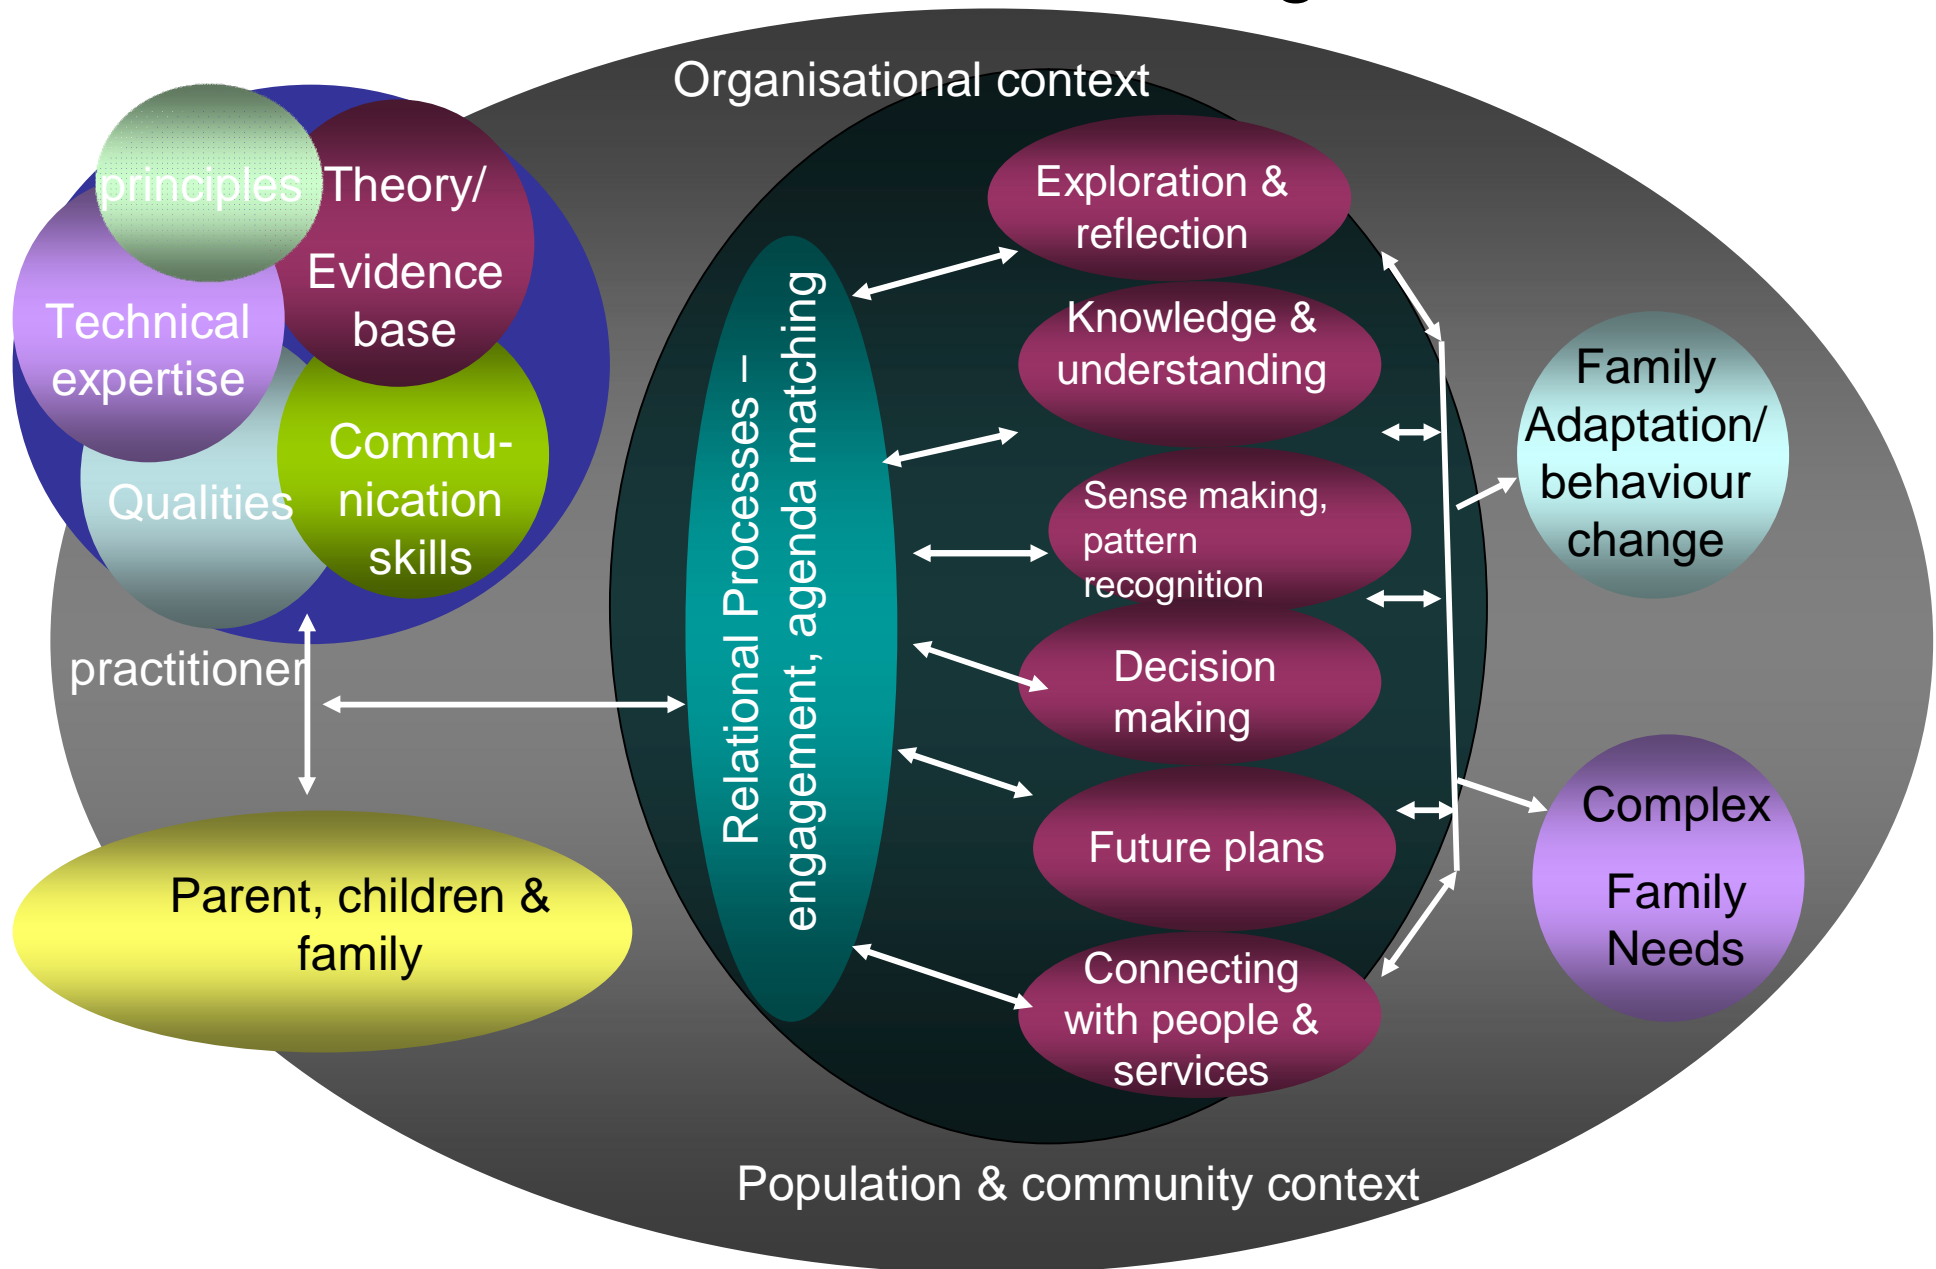 Organisational context
principles
Theory/
Evidence
base
Technical
expertise
Qualities
Commu-
nication
skills
practitioner
Parent, children &
family
Relational Processes –
engagement, agenda matching
Exploration &
reflection
Knowledge &
understanding
Sense making,
pattern
recognition
Decision
making
Future plans
Connecting
with people &
services
Family
Adaptation/
behaviour
change
Complex
Family
Needs
Population & community context